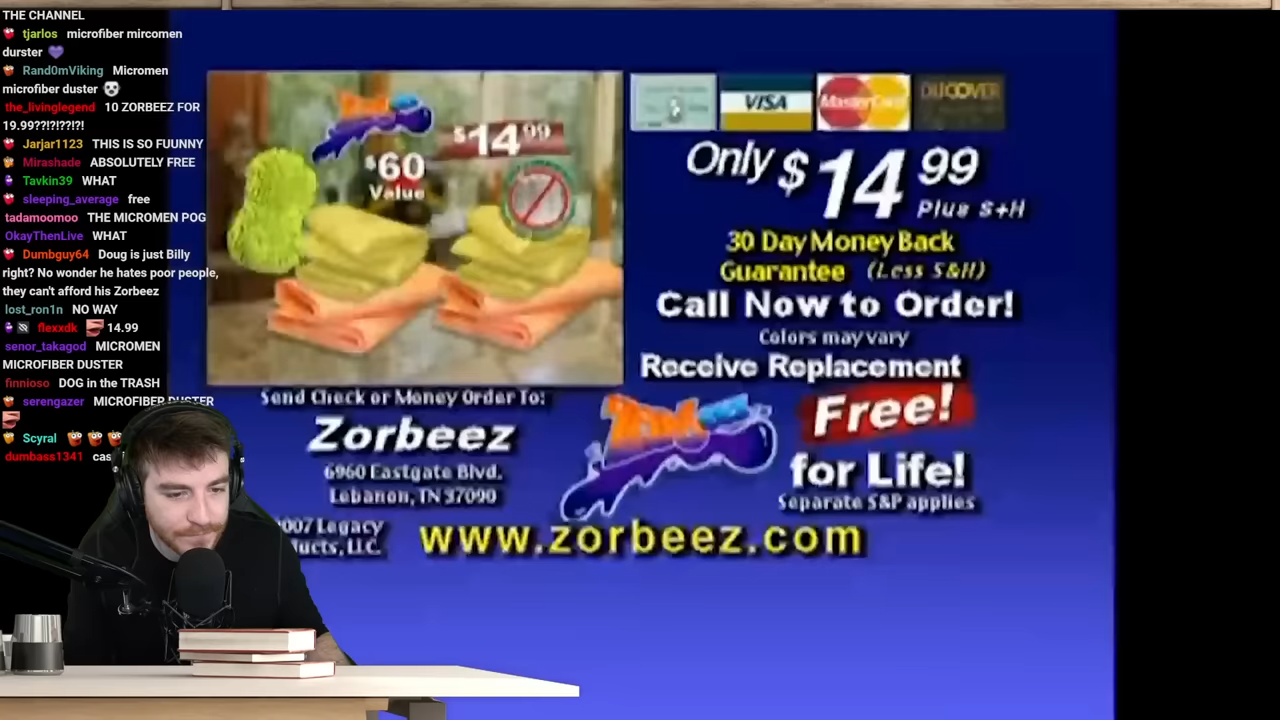 THE CHANNEL
tjarlos microfiber mircomen
durster
Rand0mViking Micromen
microfiber duster
the_livinglegend 10 ZORBEEZ FOR
19.99??!?!??!?!
Jarjar1123 THIS IS SO FUUNNY
Mirashade ABSOLUTELY FREE
Tavkin39 WHAT
sleeping_average free
tadamoomoo THE MICROMEN POG
OkayThenLive WHAT
Dumbguy64 Doug is just Billy
right? No wonder he hates poor people,
they can't afford his Zorbeez
lost_ron1n NO WAY
flexxdk 14.99
senor_takagod MICROMEN
MICROFIBER DUSTER
finnioso DOG in the TRASH
serengazer MICROFIBER DUSTER
Scyral
dumbass1341
$14.99
$60
Value
VISA
MasterCard
DISCOVER
Only $14 99
Plus S+H
30 Day Money Back
Guarantee (Less S&H)
Call Now to Order!
Colors may vary
Receive Replacement
Free!
for Life!
Separate S&P applies
Send Check or Money Order To:
Zorbeez
6960 Eastgate Blvd.
Lebanon, TN 37090
2007 Legacy
LLC.
www.zorbeez.com